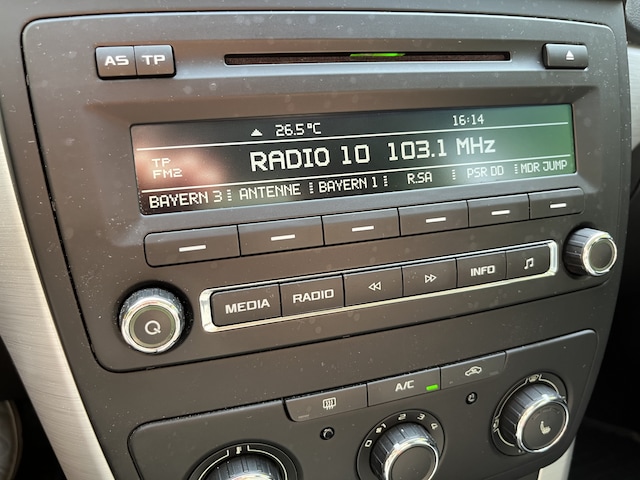 AS TP
26.5°C 16:14
TP
FM2
RADIO 10 103.1 MHz
BAYERN 3 ANTENNE BAYERN 1 R.SA PSR DD MDR JUMP
MEDIA RADIO INFO
A/C